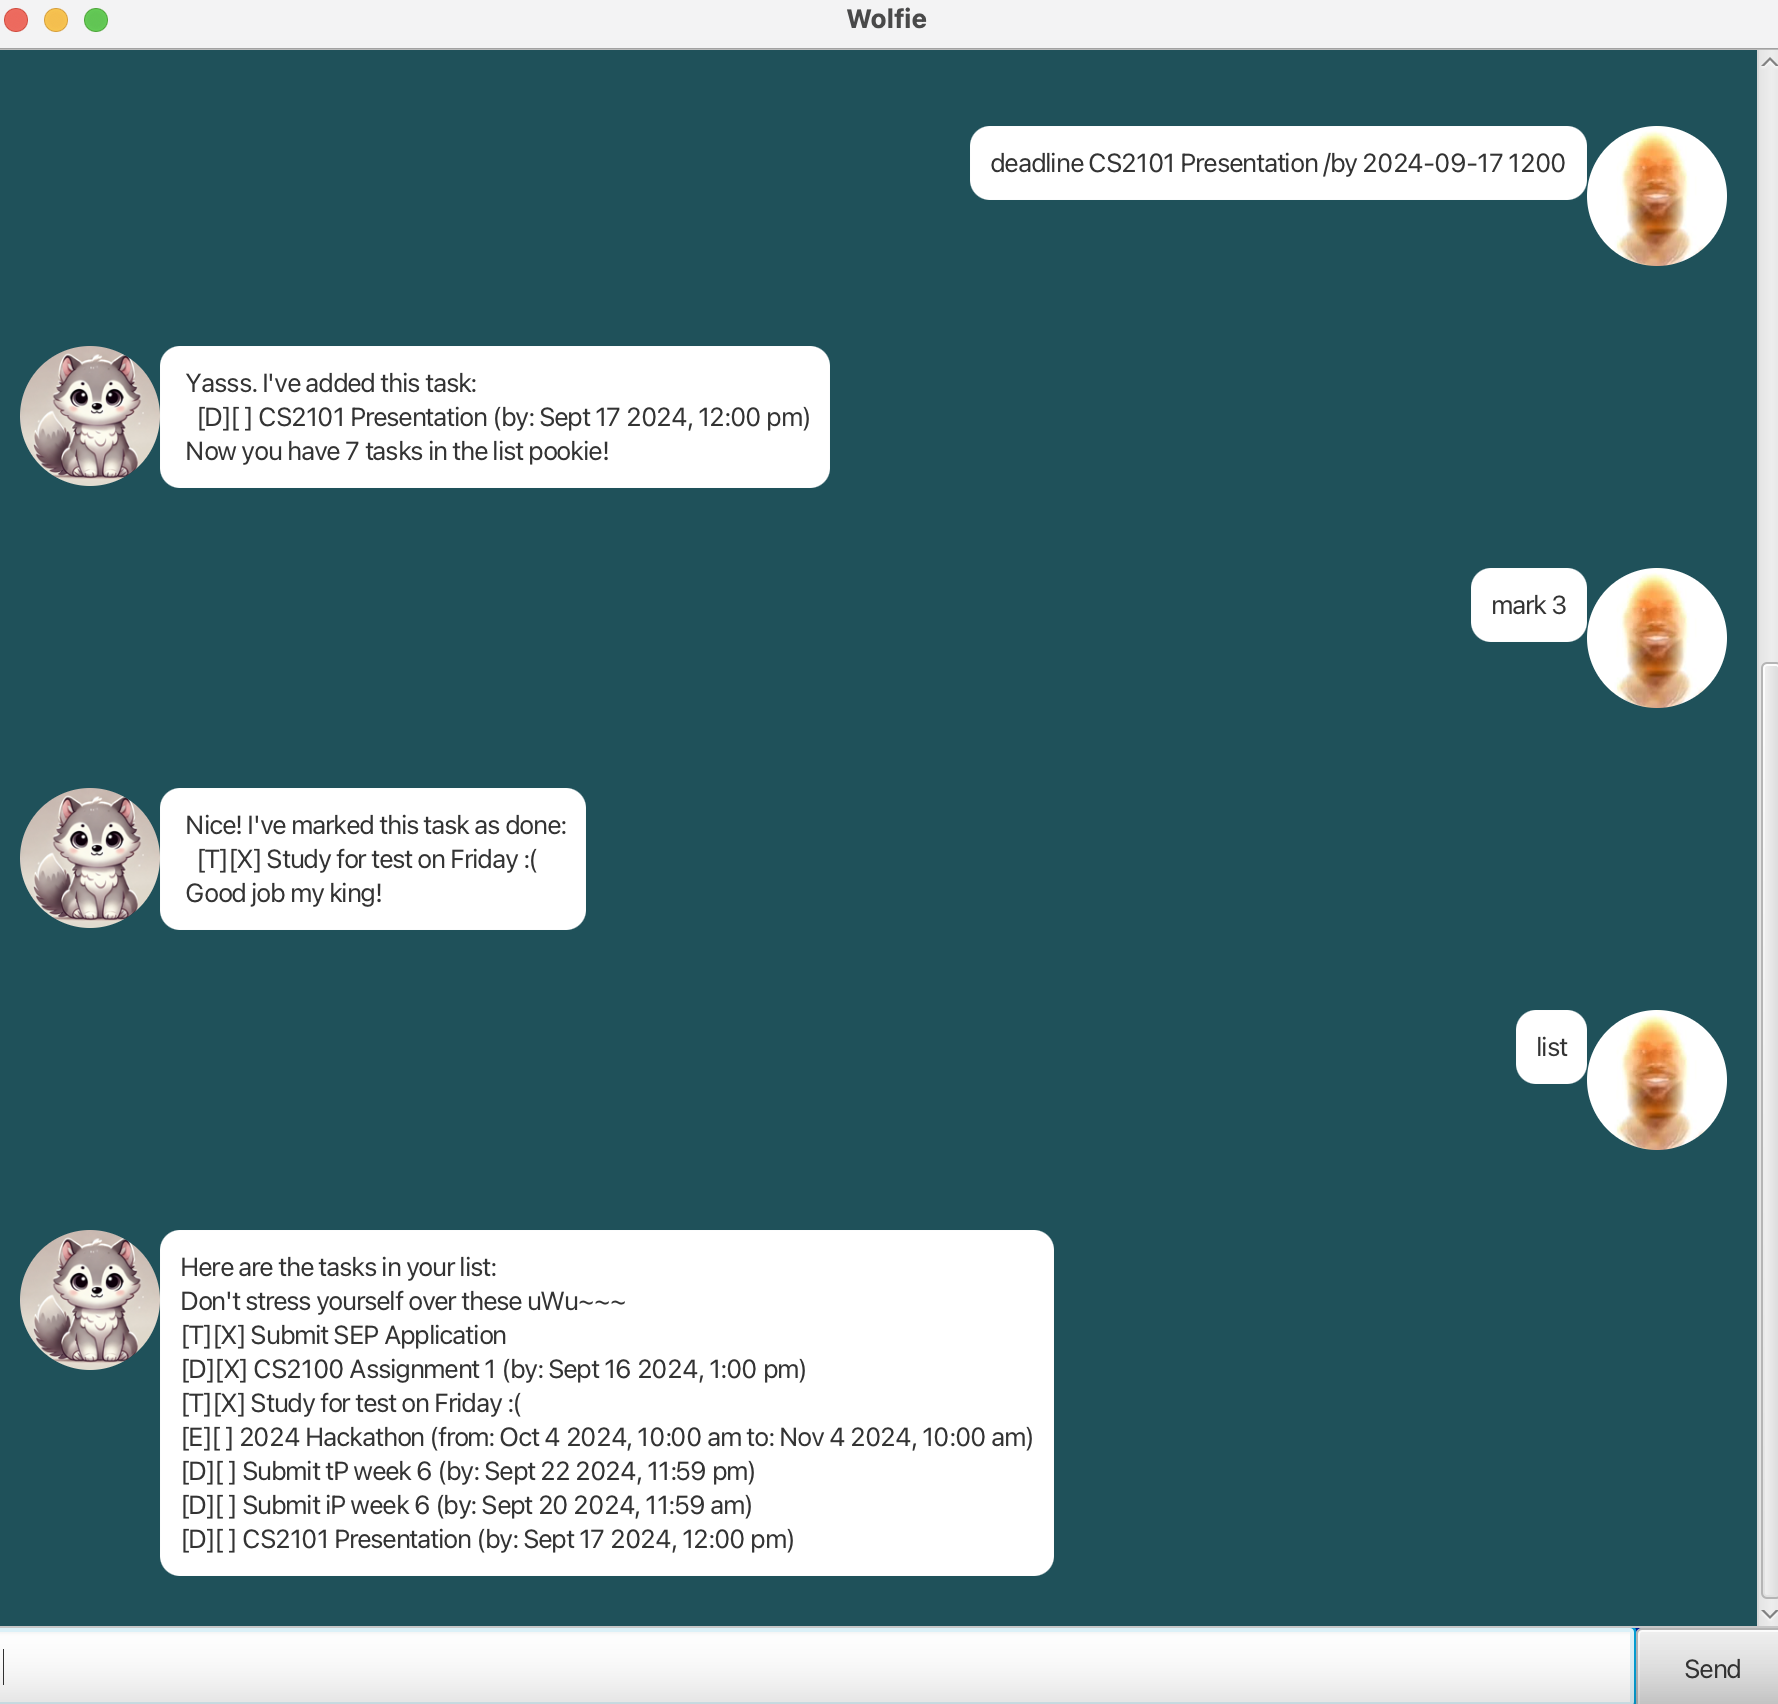 Wolfie
deadline CS2101 Presentation /by 2024-09-17 1200
Yasss. I've added this task:
[D][ ] CS2101 Presentation (by: Sept 17 2024, 12:00 pm)
Now you have 7 tasks in the list pookie!
mark 3
Nice! I've marked this task as done:
[T][X] Study for test on Friday :(
Good job my king!
list
Here are the tasks in your list:
Don't stress yourself over these uWu~~~
[T][X] Submit SEP Application
[D][X] CS2100 Assignment 1 (by: Sept 16 2024, 1:00 pm)
[T][X] Study for test on Friday :(
[E][ ] 2024 Hackathon (from: Oct 4 2024, 10:00 am to: Nov 4 2024, 10:00 am)
[D][ ] Submit tP week 6 (by: Sept 22 2024, 11:59 pm)
[D][ ] Submit iP week 6 (by: Sept 20 2024, 11:59 am)
[D][ ] CS2101 Presentation (by: Sept 17 2024, 12:00 pm)
Send